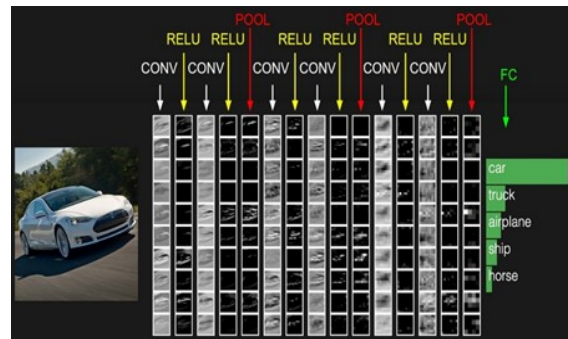 POOL POOL POOL
RELU RELU RELU RELU RELU RELU
CONV CONV CONV CONV CONV CONV
FC
car
truck
airplane
ship
horse